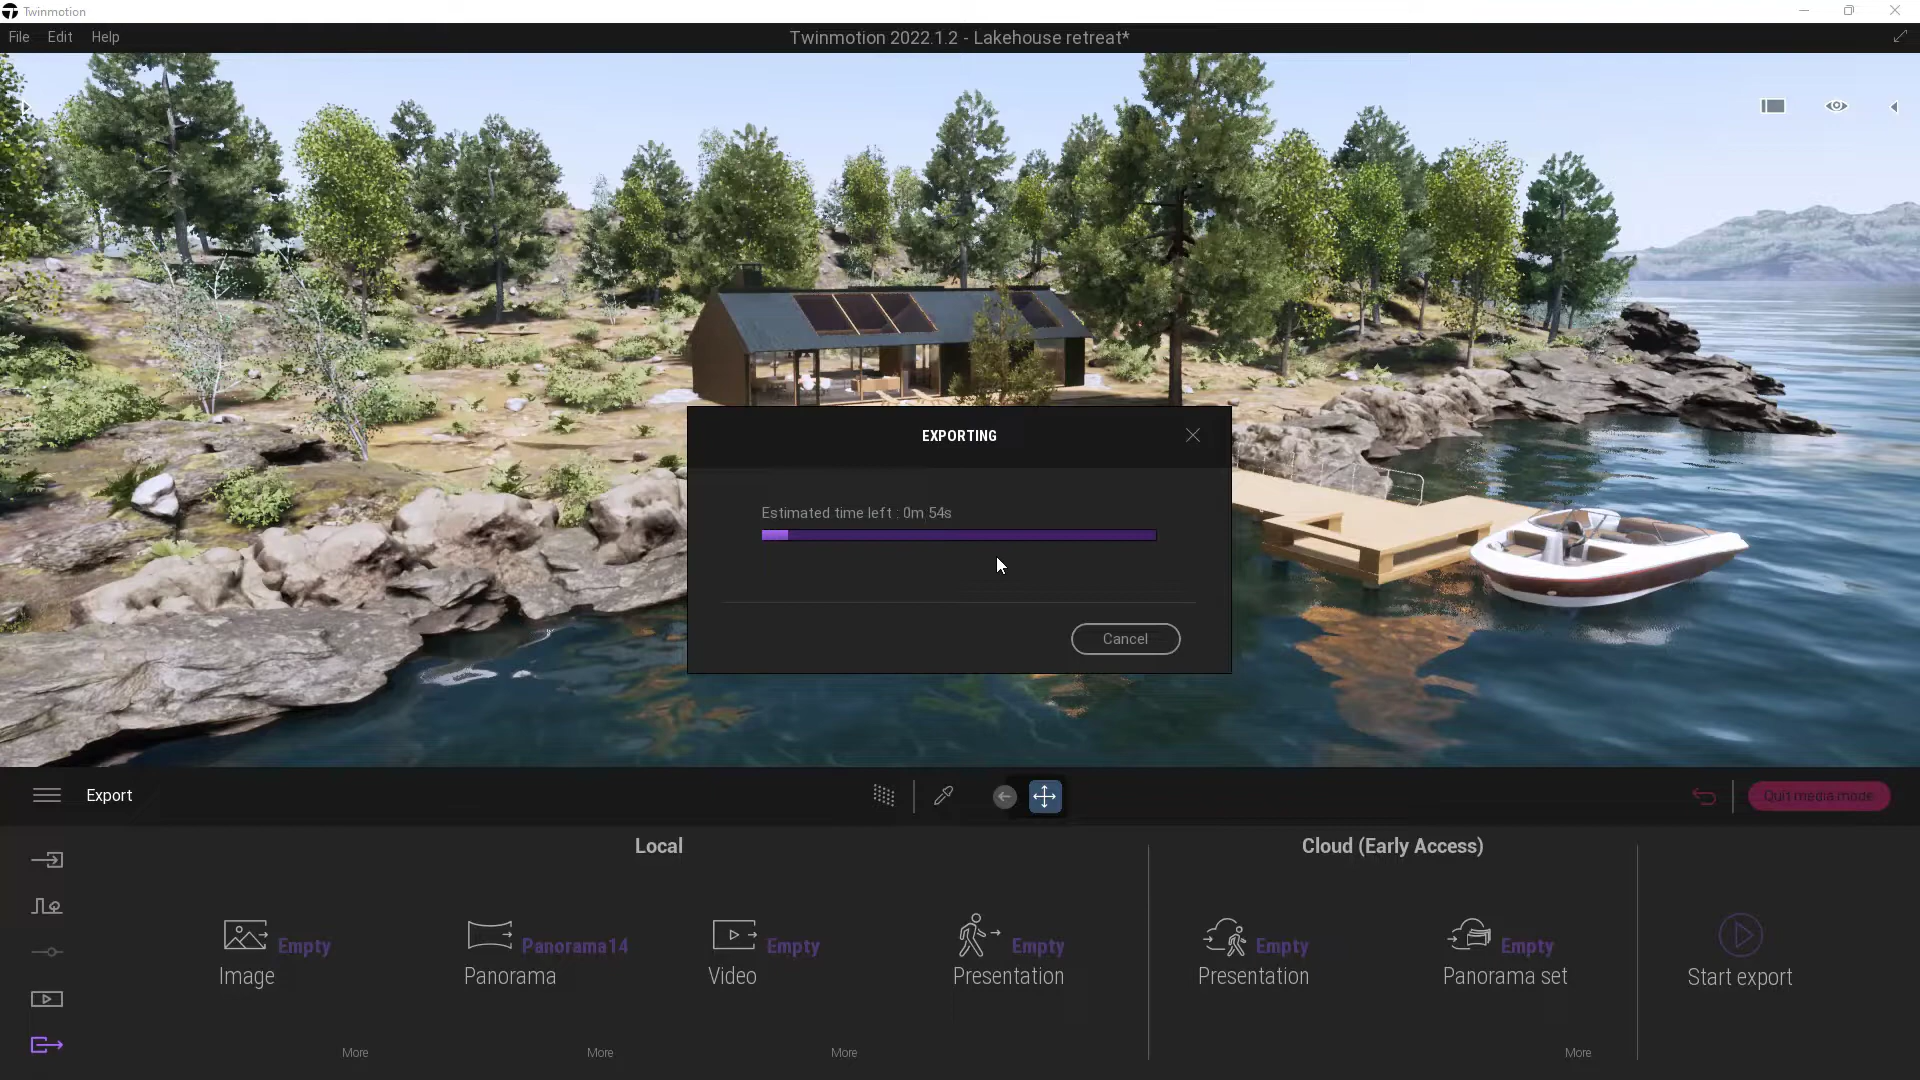 Twinmotion
File Edit Help
Twinmotion 2022.1.2 - Lakehouse retreat*
EXPORTING
Estimated time left : 0m 54s
Cancel
Export
Quit media mode
Local
Cloud (Early Access)
Empty
Image
Panorama14
Panorama
Empty
Video
Empty
Presentation
Empty
Presentation
Empty
Panorama set
Start export
More
More
More
More